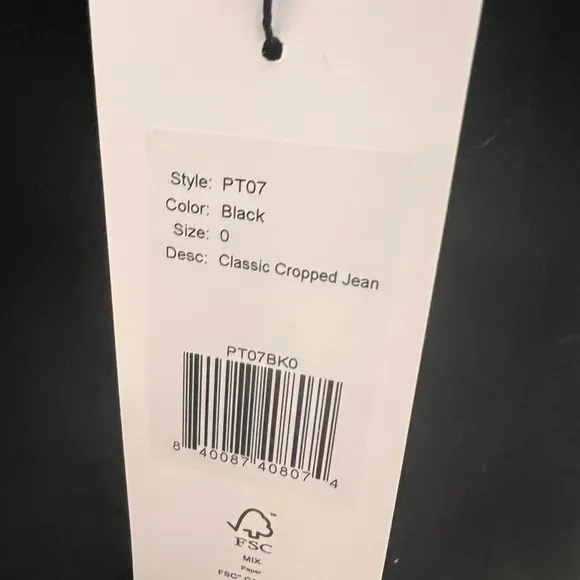 Style: PT07
Color: Black
Size: 0
Desc: Classic Cropped Jean
PT07BK0
8 40087 40807 4
FSC
MIX
Paper